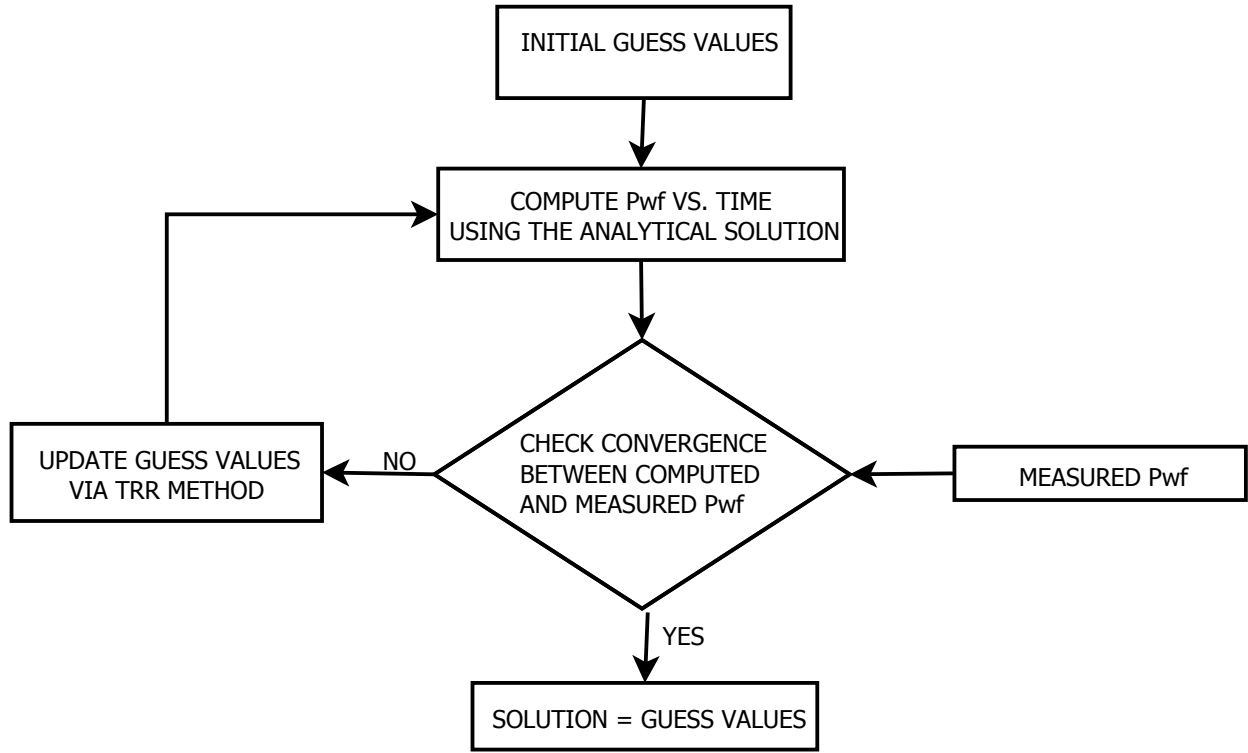 INITIAL GUESS VALUES
COMPUTE Pwf VS. TIME
USING THE ANALYTICAL SOLUTION
CHECK CONVERGENCE
BETWEEN COMPUTED
AND MEASURED Pwf
MEASURED Pwf
NO
UPDATE GUESS VALUES
VIA TRR METHOD
YES
SOLUTION = GUESS VALUES